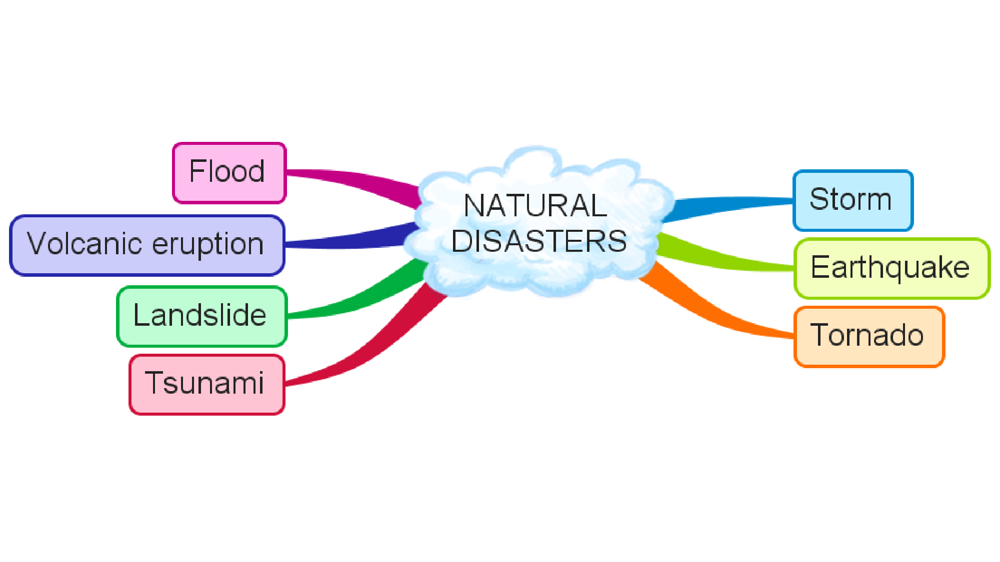 NATURAL
DISASTERS
Flood
Volcanic eruption
Landslide
Tsunami
Storm
Earthquake
Tornado